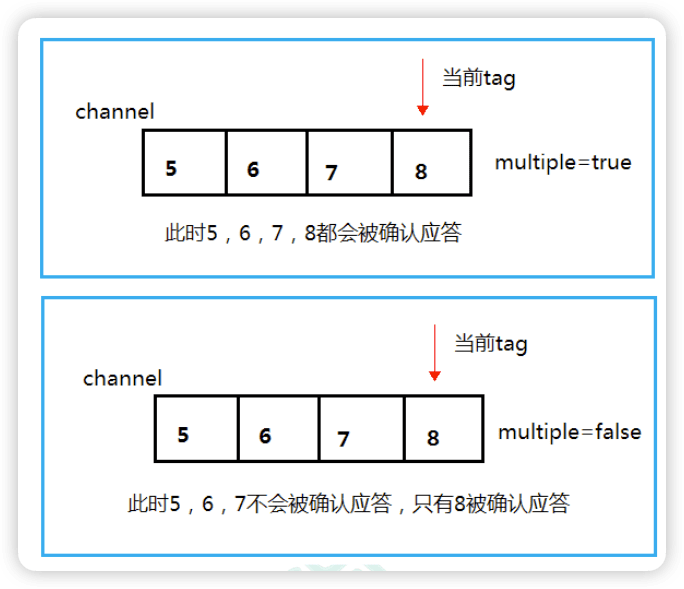 当前tag
channel
5 6 7 8
multiple=true
此时5，6，7，8都会被确认应答
当前tag
channel
5 6 7 8
multiple=false
此时5，6，7不会被确认应答，只有8被确认应答